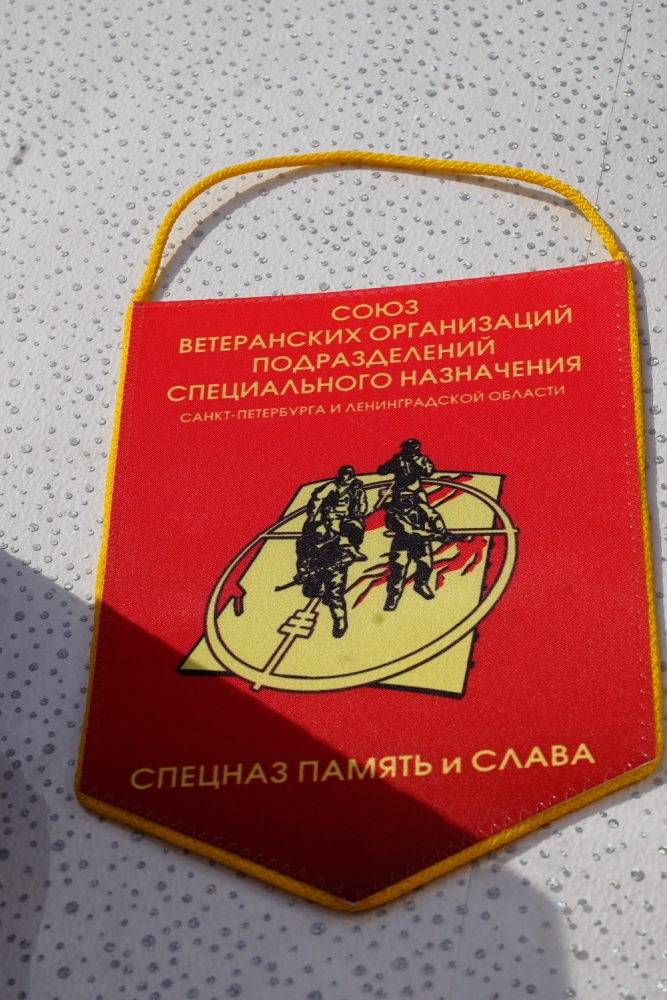 СОЮЗ
ВЕТЕРАНСКИХ ОРГАНИЗАЦИЙ
ПОДРАЗДЕЛЕНИЙ
СПЕЦИАЛЬНОГО НАЗНАЧЕНИЯ
САНКТ-ПЕТЕРБУРГА И ЛЕНИНГРАДСКОЙ ОБЛАСТИ
СПЕЦНАЗ ПАМЯТЬ и СЛАВА